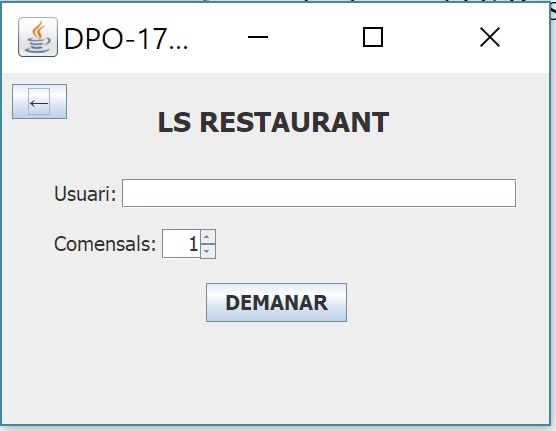 DPO-17...
←
LS RESTAURANT
Usuari:
Comensals: 1
DEMANAR